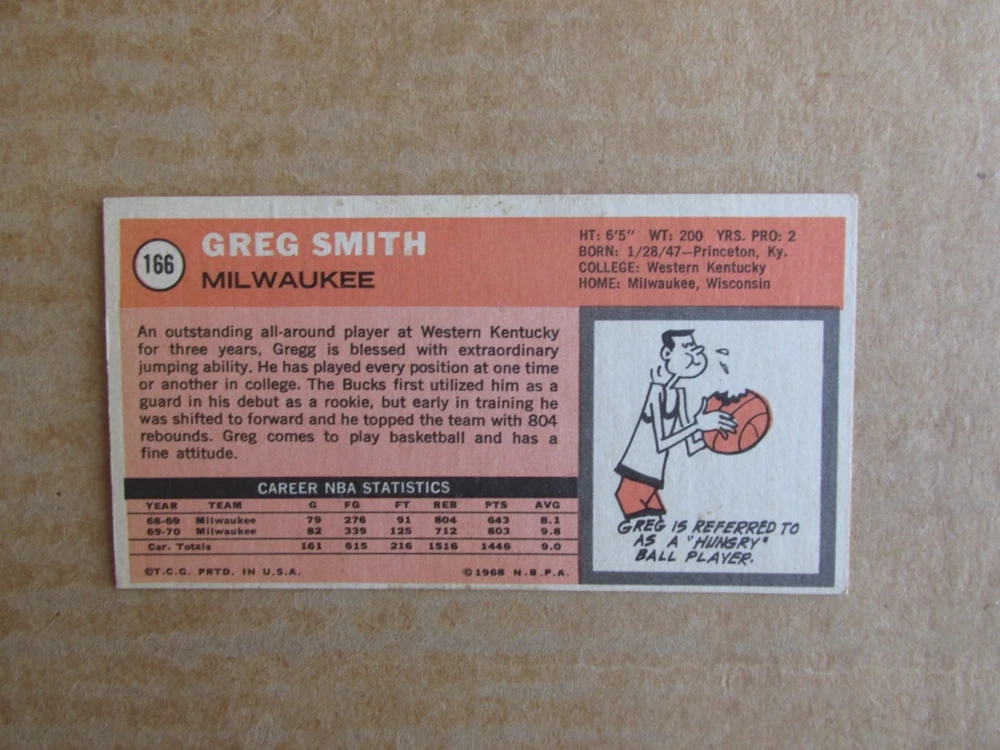 166
GREG SMITH
MILWAUKEE
HT: 6'5" WT: 200 YRS. PRO: 2
BORN: 1/28/47—Princeton, Ky.
COLLEGE: Western Kentucky
HOME: Milwaukee, Wisconsin
An outstanding all-around player at Western Kentucky
for three years, Gregg is blessed with extraordinary
jumping ability. He has played every position at one time
or another in college. The Bucks first utilized him as a
guard in his debut as a rookie, but early in training he
was shifted to forward and he topped the team with 804
rebounds. Greg comes to play basketball and has a
fine attitude.
CAREER NBA STATISTICS
YEAR TEAM G FG FT REB PTS AVG
68-69 Milwaukee 79 276 91 804 643 8.1
69-70 Milwaukee 82 339 125 712 803 9.8
Car. Totals 161 615 216 1516 1446 9.0
©T.C.G. PRTD. IN U.S.A. ©1968 N.B.P.A.
GREG IS REFERRED TO
AS A "HUNGRY"
BALL PLAYER.